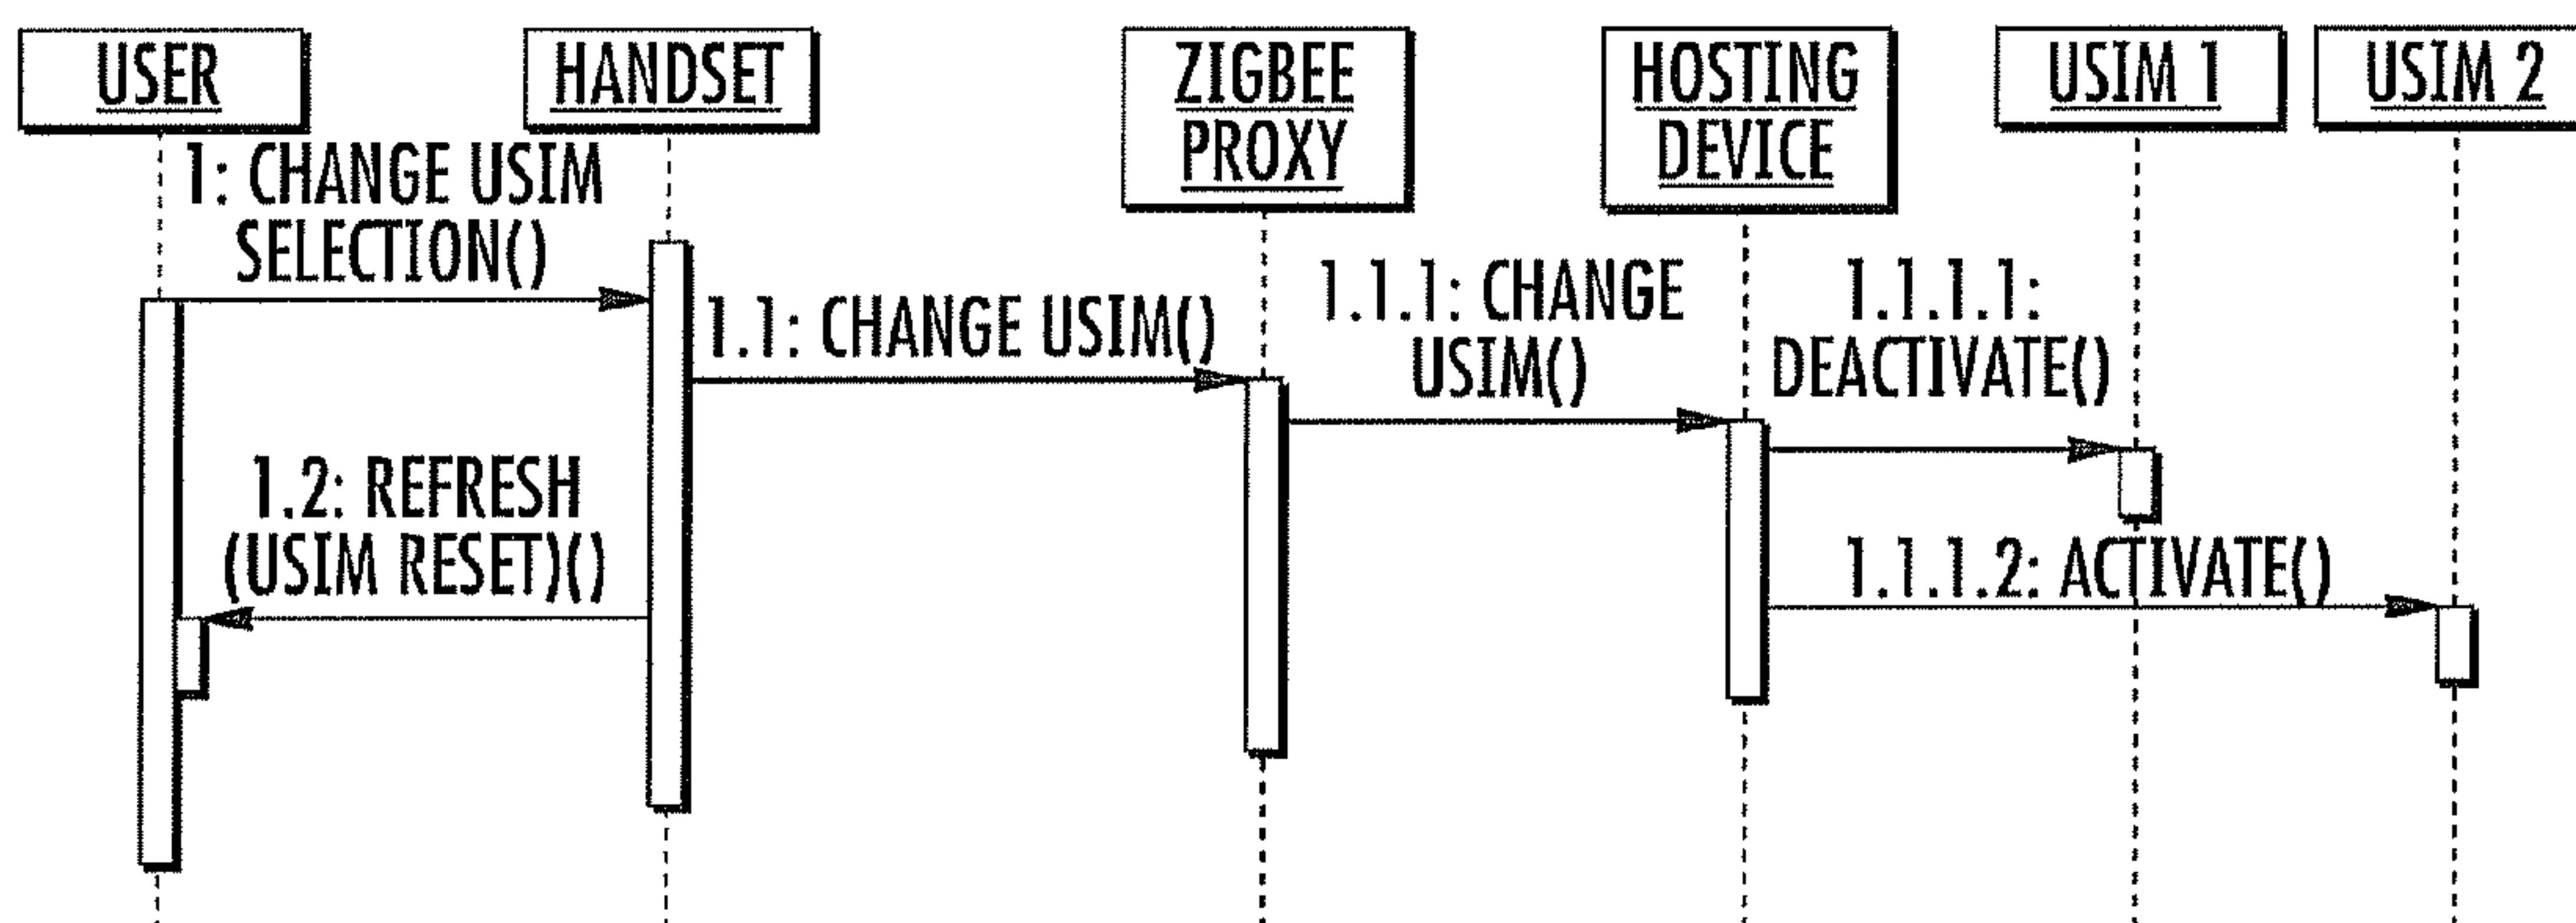 USER
HANDSET
ZIGBEE
PROXY
HOSTING
DEVICE
USIM 1
USIM 2
1: CHANGE USIM
SELECTION()
1.1: CHANGE USIM()
1.1.1: CHANGE
USIM()
1.1.1.1:
DEACTIVATE()
1.2: REFRESH
(USIM RESET)()
1.1.1.2: ACTIVATE()